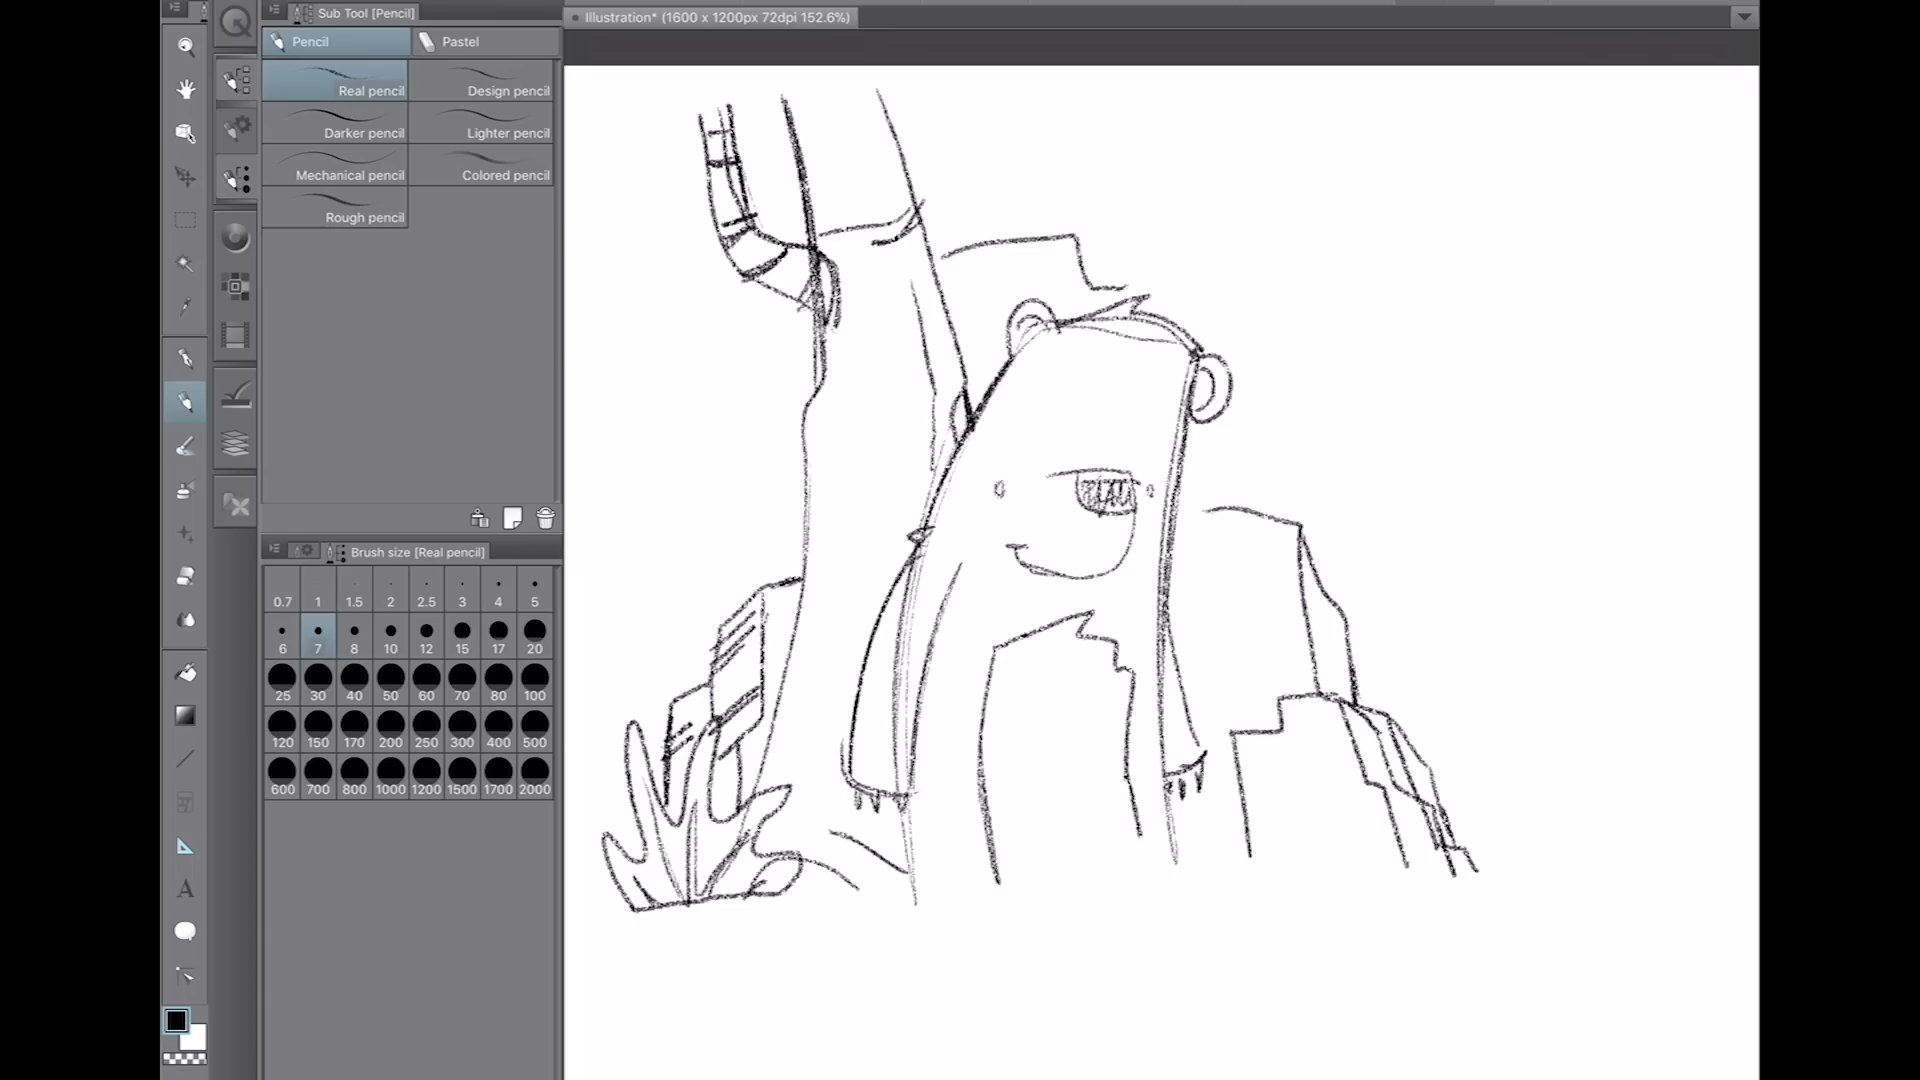 Sub Tool [Pencil]
Illustration* (1600 x 1200px 72dpi 152.6%)
Pencil Pastel
Real pencil Design pencil
Darker pencil Lighter pencil
Mechanical pencil Colored pencil
Rough pencil
Brush size [Real pencil]
0.7 1 1.5 2 2.5 3 4 5
6 7 8 10 12 15 17 20
25 30 40 50 60 70 80 100
120 150 170 200 250 300 400 500
600 700 800 1000 1200 1500 1700 2000
A